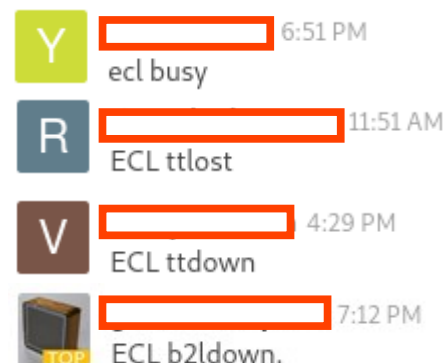 Y
6:51 PM
ecl busy
R
11:51 AM
ECL ttlost
V
4:29 PM
ECL ttdown
7:12 PM
TOP
ECL b2ldown.